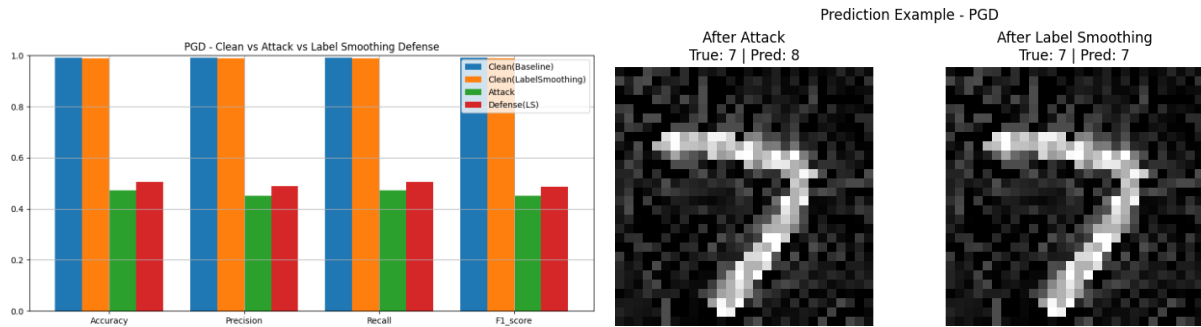 PGD - Clean vs Attack vs Label Smoothing Defense
1.0
0.8
0.6
0.4
0.2
0.0
Clean(Baseline)
Clean(LabelSmoothing)
Attack
Defense(LS)
Accuracy
Precision
Recall
F1_score
Prediction Example - PGD
After Attack
True: 7 | Pred: 8
After Label Smoothing
True: 7 | Pred: 7